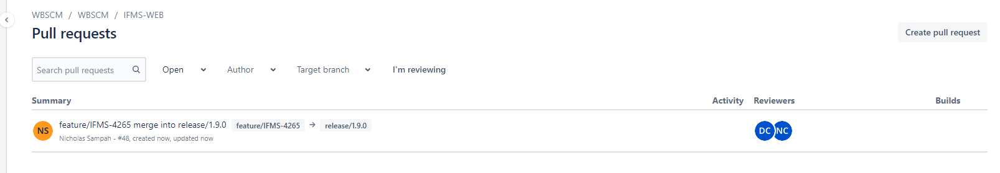 WBSCM / WBSCM / IFMS-WEB
Pull requests
Create pull request
Search pull requests
Open
Author
Target branch
I'm reviewing
Summary
Activity
Reviewers
Builds
NS
feature/IFMS-4265 merge into release/1.9.0 feature/IFMS-4265 → release/1.9.0
Nicholas Sampah - #48, created now, updated now
DC
NC